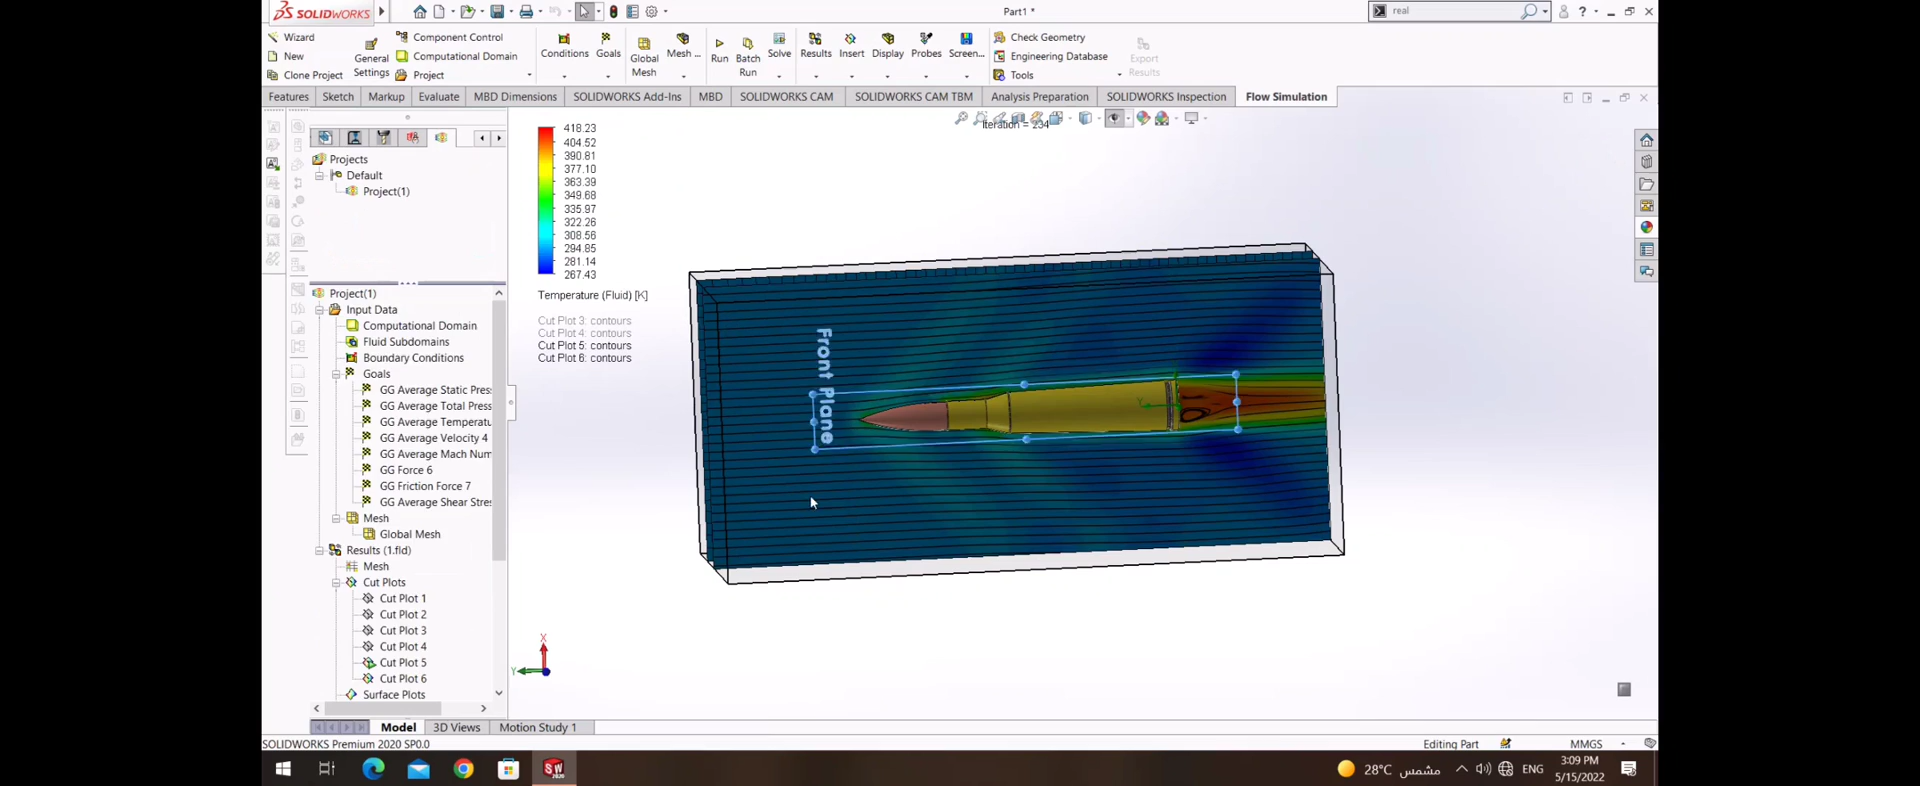 SOLIDWORKS
Part1 *
real
Wizard
New
Clone Project
General Settings
Component Control
Computational Domain
Project
Conditions
Goals
Global Mesh
Mesh ...
Run
Batch Run
Solve
Results
Insert
Display
Probes
Screen...
Check Geometry
Engineering Database
Tools
Export Results
Features
Sketch
Markup
Evaluate
MBD Dimensions
SOLIDWORKS Add-Ins
MBD
SOLIDWORKS CAM
SOLIDWORKS CAM TBM
Analysis Preparation
SOLIDWORKS Inspection
Flow Simulation
Iteration = 234
Projects
Default
Project(1)
418.23
404.52
390.81
377.10
363.39
349.68
335.97
322.26
308.56
294.85
281.14
267.43
Temperature (Fluid) [K]
Cut Plot 3: contours
Cut Plot 4: contours
Cut Plot 5: contours
Cut Plot 6: contours
Front Plane
Y
Project(1)
Input Data
Computational Domain
Fluid Subdomains
Boundary Conditions
Goals
GG Average Static Pres
GG Average Total Press
GG Average Temperatu
GG Average Velocity 4
GG Average Mach Num
GG Force 6
GG Friction Force 7
GG Average Shear Stres
Mesh
Global Mesh
Results (1.fld)
Mesh
Cut Plots
Cut Plot 1
Cut Plot 2
Cut Plot 3
Cut Plot 4
Cut Plot 5
Cut Plot 6
Surface Plots
X
Y
Model
3D Views
Motion Study 1
SOLIDWORKS Premium 2020 SP0.0
Editing Part
MMGS
SW 2020
28°C مشمس
ENG
3:09 PM
5/15/2022